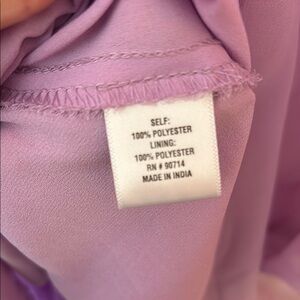 SELF:
100% POLYESTER
LINING:
100% POLYESTER
RN # 90714
MADE IN INDIA